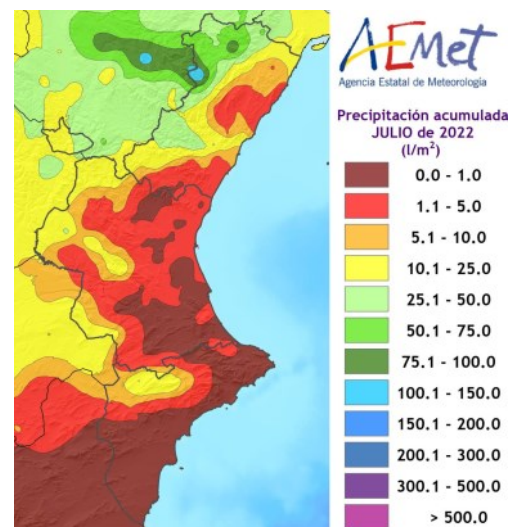 AEMet
Agencia Estatal de Meteorología
Precipitación acumulada
JULIO de 2022
(l/m²)
0.0 - 1.0
1.1 - 5.0
5.1 - 10.0
10.1 - 25.0
25.1 - 50.0
50.1 - 75.0
75.1 - 100.0
100.1 - 150.0
150.1 - 200.0
200.1 - 300.0
300.1 - 500.0
> 500.0